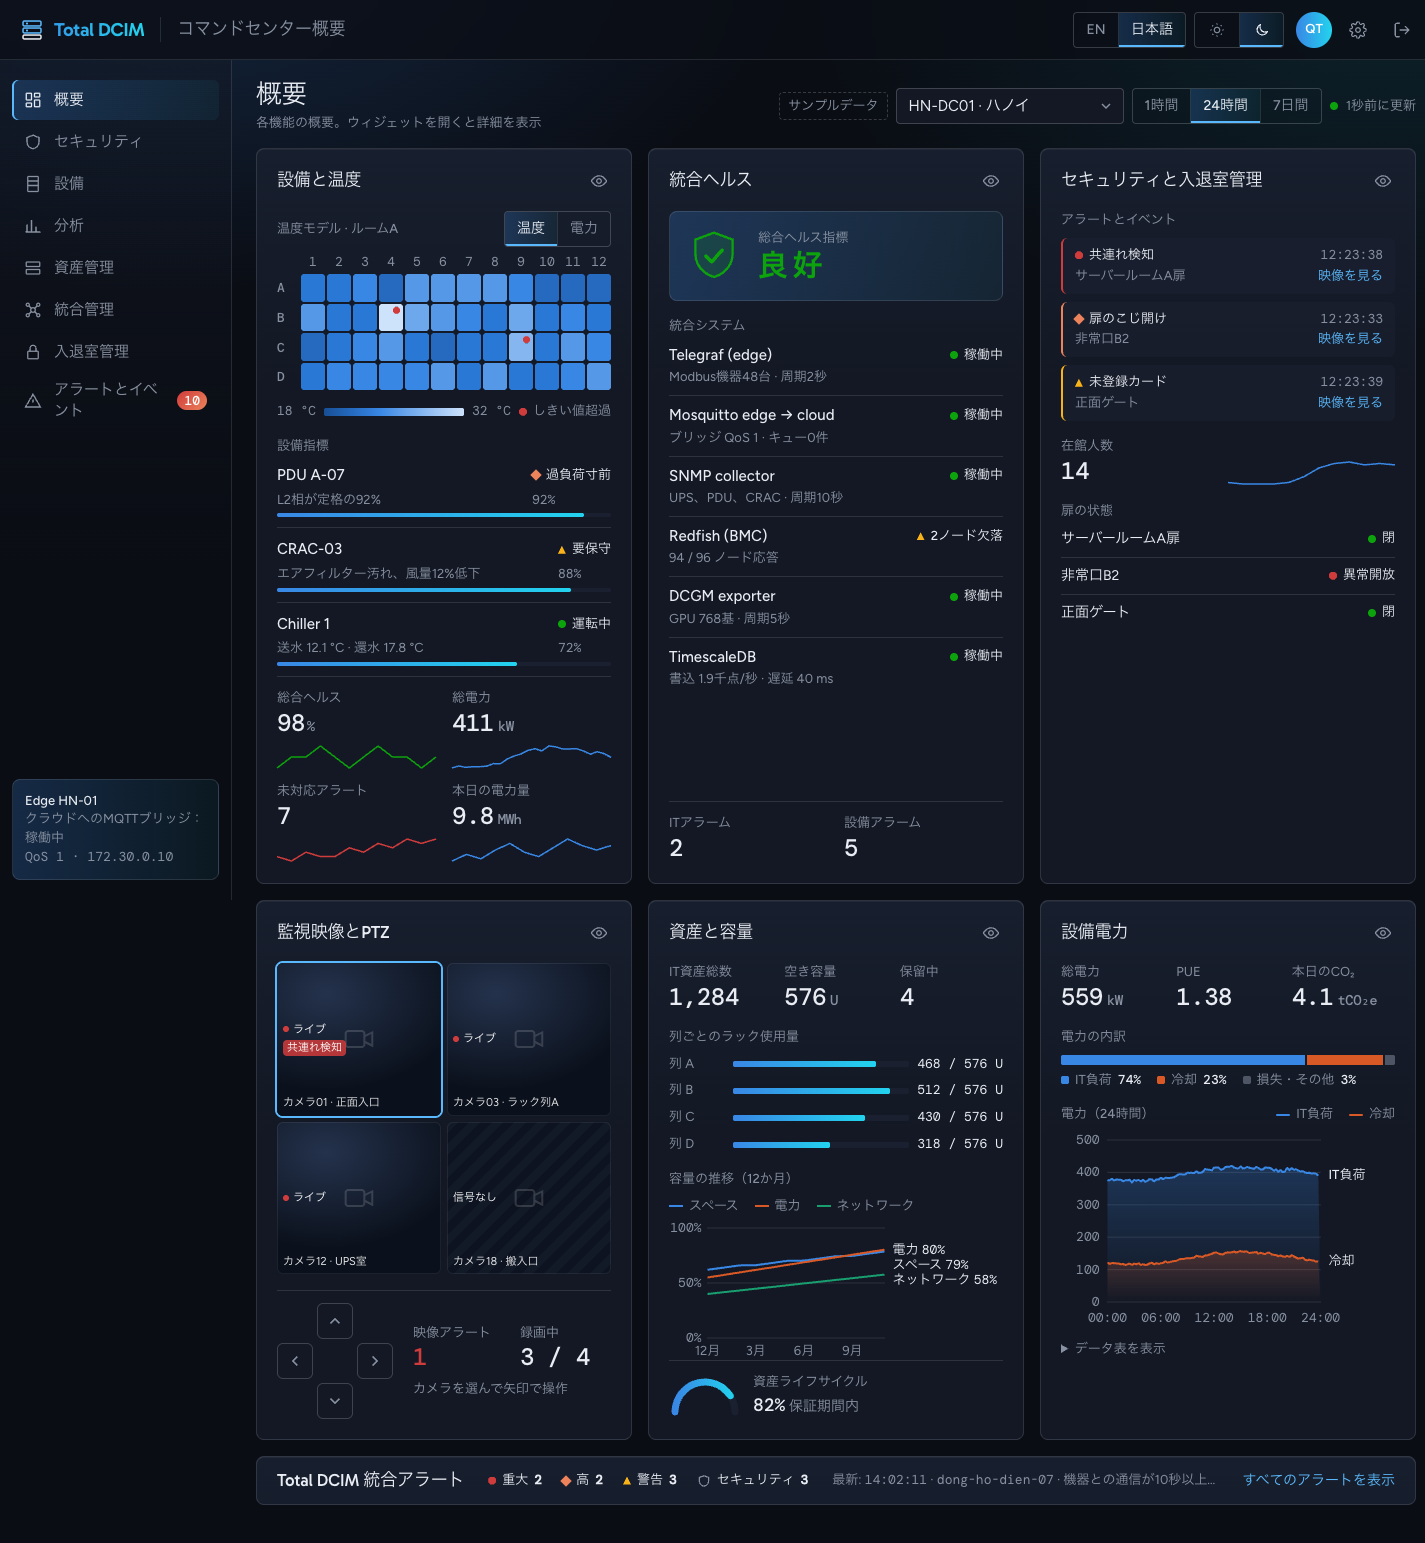 Total DCIM
コマンドセンター概要
EN
日本語
QT
概要
セキュリティ
設備
分析
資産管理
統合管理
入退室管理
アラートとイベ
ント
10
Edge HN-01
クラウドへのMQTTブリッジ：
稼働中
QoS 1 · 172.30.0.10
概要
各機能の概要。ウィジェットを開くと詳細を表示
サンプルデータ
HN-DC01 · ハノイ
1時間
24時間
7日間
1秒前に更新
設備と温度
温度モデル · ルームA
温度
電力
1 2 3 4 5 6 7 8 9 10 11 12
A
B
C
D
18 °C
32 °C
しきい値超過
設備指標
PDU A-07
過負荷寸前
L2相が定格の92%
92%
CRAC-03
要保守
エアフィルター汚れ、風量12%低下
88%
Chiller 1
運転中
送水 12.1 °C · 還水 17.8 °C
72%
総合ヘルス
総電力
98%
411 kW
未対応アラート
本日の電力量
7
9.8 MWh
統合ヘルス
総合ヘルス指標
良好
統合システム
Telegraf (edge)
稼働中
Modbus機器48台 · 周期2秒
Mosquitto edge → cloud
稼働中
ブリッジ QoS 1 · キュー0件
SNMP collector
稼働中
UPS、PDU、CRAC · 周期10秒
Redfish (BMC)
2ノード欠落
94 / 96 ノード応答
DCGM exporter
稼働中
GPU 768基 · 周期5秒
TimescaleDB
稼働中
書込 1.9千点/秒 · 遅延 40 ms
ITアラーム
設備アラーム
2
5
セキュリティと入退室管理
アラートとイベント
共連れ検知
12:23:38
サーバールームA扉
映像を見る
扉のこじ開け
12:23:33
非常口B2
映像を見る
未登録カード
12:23:39
正面ゲート
映像を見る
在館人数
14
扉の状態
サーバールームA扉
閉
非常口B2
異常開放
正面ゲート
閉
監視映像とPTZ
ライブ
共連れ検知
カメラ01 · 正面入口
ライブ
カメラ03 · ラック列A
ライブ
カメラ12 · UPS室
信号なし
カメラ18 · 搬入口
映像アラート
録画中
1
3 / 4
カメラを選んで矢印で操作
資産と容量
IT資産総数
空き容量
保留中
1,284
576 U
4
列ごとのラック使用量
列 A
468 / 576 U
列 B
512 / 576 U
列 C
430 / 576 U
列 D
318 / 576 U
容量の推移（12か月）
スペース
電力
ネットワーク
100%
50%
0%
電力 80%
スペース 79%
ネットワーク 58%
12月 3月 6月 9月
資産ライフサイクル
82% 保証期間内
設備電力
総電力
PUE
本日のCO₂
559 kW
1.38
4.1 tCO₂e
電力の内訳
IT負荷 74%
冷却 23%
損失・その他 3%
電力（24時間）
IT負荷
冷却
500
400
300
200
100
0
IT負荷
冷却
00:00 06:00 12:00 18:00 24:00
データ表を表示
Total DCIM 統合アラート
重大 2
高 2
警告 3
セキュリティ 3
最新: 14:02:11 · dong-ho-dien-07 · 機器との通信が10秒以上…
すべてのアラートを表示